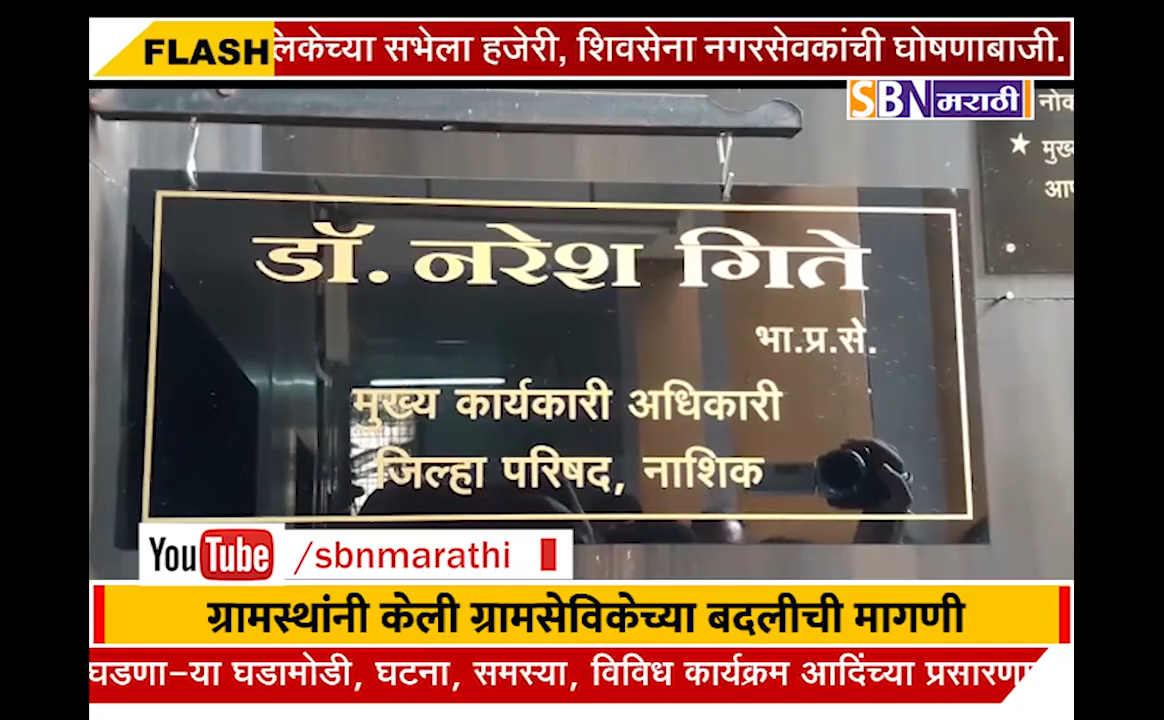 FLASH लिकेच्या सभेला हजेरी, शिवसेना नगरसेवकांची घोषणाबाजी.
SBN मराठी
★ मुख्
आप
डॉ. नरेश गिते
भा.प्र.से.
मुख्य कार्यकारी अधिकारी
जिल्हा परिषद, नाशिक
YouTube /sbnmarathi
ग्रामस्थांनी केली ग्रामसेविकेच्या बदलीची मागणी
घडणा-या घडामोडी, घटना, समस्या, विविध कार्यक्रम आदिंच्या प्रसारणा